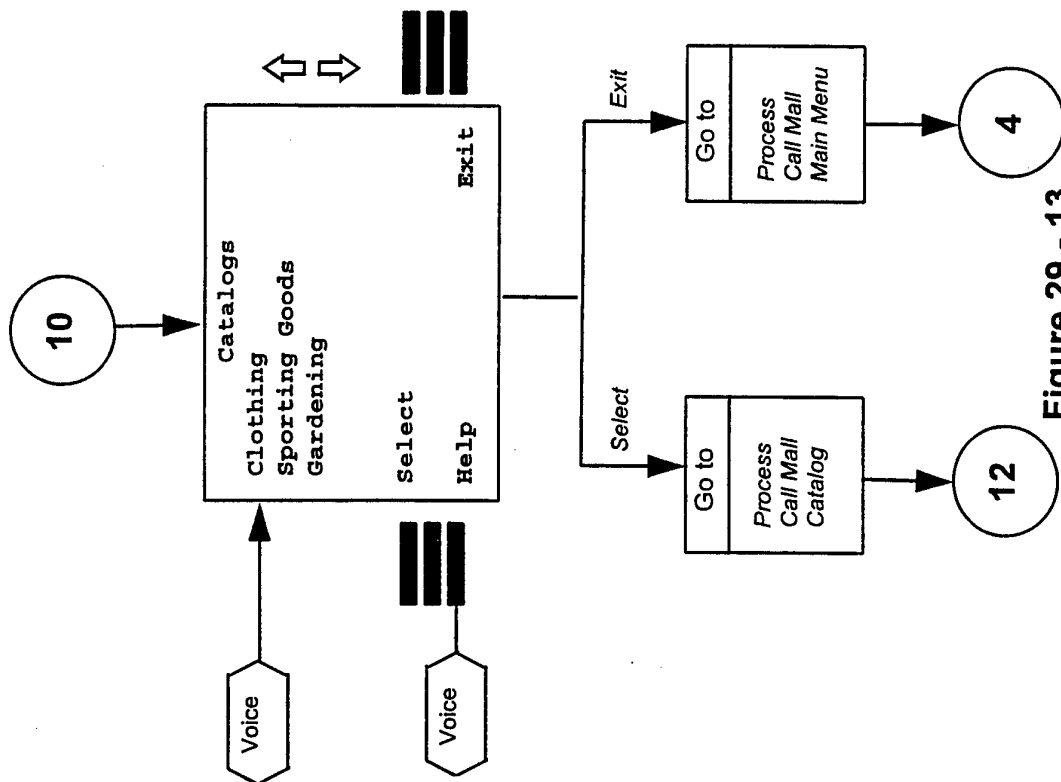 10
Catalogs
Clothing
Sporting Goods
Gardening
Select
Help
Exit
Voice
Voice
Select
Exit
Go to
Process
Call Mall
Catalog
Go to
Process
Call Mall
Main Menu
12
4
Figure 29 - 13